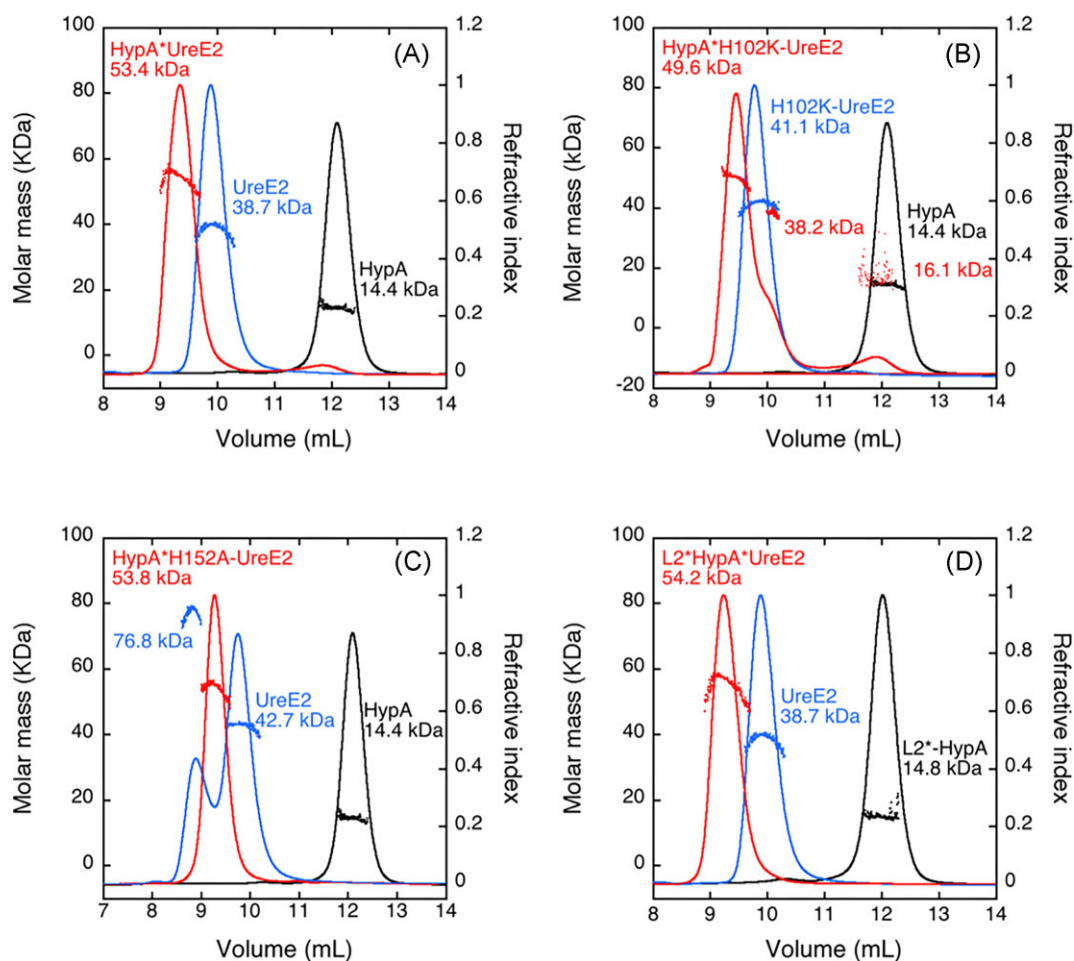 HypA*UreE2
53.4 kDa
(A)
UreE2
38.7 kDa
HypA
14.4 kDa
100
80
60
40
20
0
1.2
1
0.8
0.6
0.4
0.2
0
8 9 10 11 12 13 14
Molar mass (KDa)
Refractive index
Volume (mL)
HypA*H102K-UreE2
49.6 kDa
(B)
H102K-UreE2
41.1 kDa
38.2 kDa
HypA
14.4 kDa
16.1 kDa
100
80
60
40
20
0
-20
1.2
1
0.8
0.6
0.4
0.2
0
8 9 10 11 12 13 14
Molar mass (kDa)
Refractive index
Volume (mL)
HypA*H152A-UreE2
53.8 kDa
(C)
76.8 kDa
UreE2
42.7 kDa
HypA
14.4 kDa
100
80
60
40
20
0
1.2
1
0.8
0.6
0.4
0.2
0
7 8 9 10 11 12 13 14
Molar mass (KDa)
Refractive index
Volume (mL)
L2*HypA*UreE2
54.2 kDa
(D)
UreE2
38.7 kDa
L2*-HypA
14.8 kDa
100
80
60
40
20
0
1.2
1
0.8
0.6
0.4
0.2
0
8 9 10 11 12 13 14
Molar mass (KDa)
Refractive index
Volume (mL)